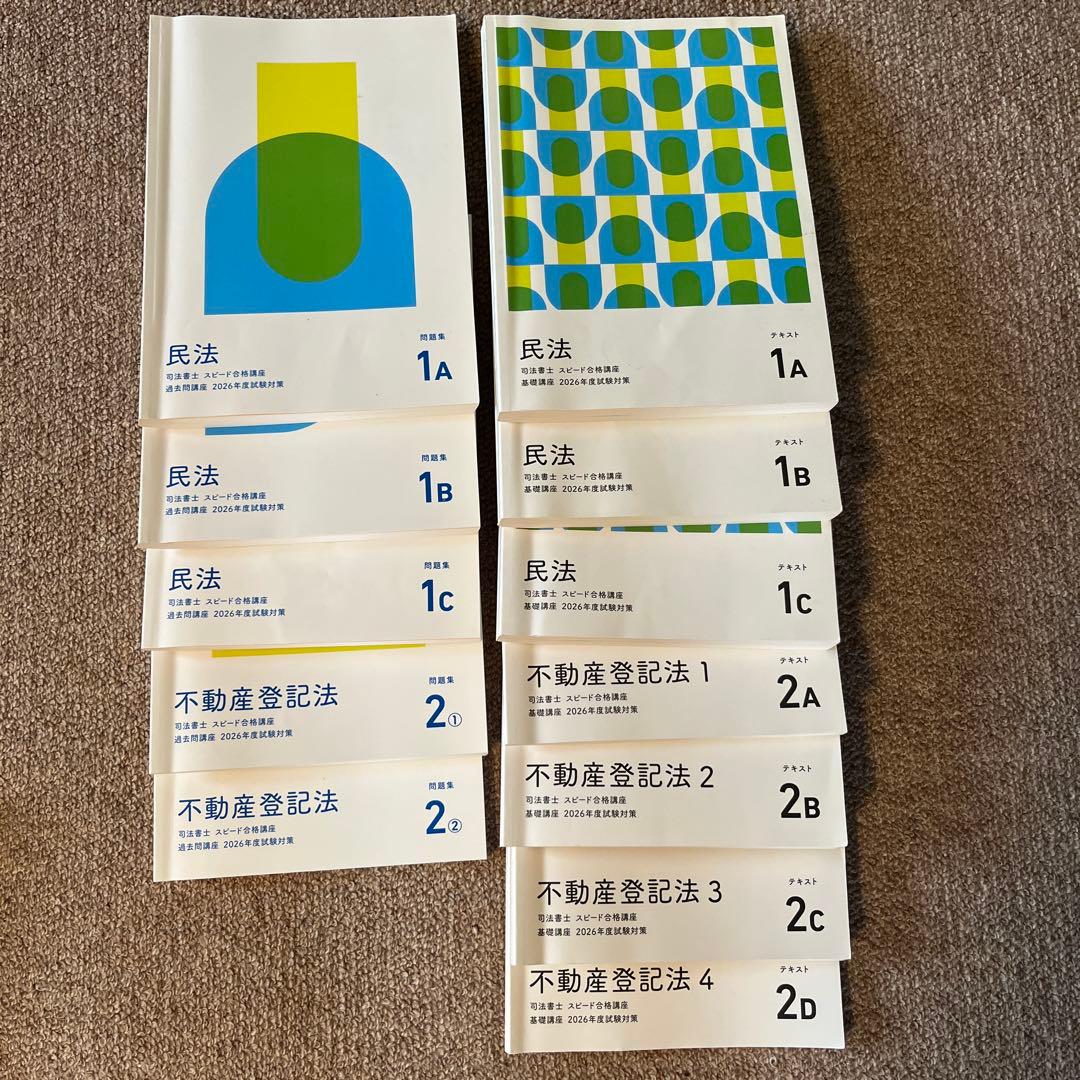 民法
司法書士 スピード合格講座
過去問講座 2026年度試験対策
問題集
1A
民法
司法書士 スピード合格講座
過去問講座 2026年度試験対策
問題集
1B
民法
司法書士 スピード合格講座
過去問講座 2026年度試験対策
問題集
1C
不動産登記法
司法書士 スピード合格講座
過去問講座 2026年度試験対策
問題集
2①
不動産登記法
司法書士 スピード合格講座
過去問講座 2026年度試験対策
問題集
2②
民法
司法書士 スピード合格講座
基礎講座 2026年度試験対策
テキスト
1A
民法
司法書士 スピード合格講座
基礎講座 2026年度試験対策
テキスト
1B
民法
司法書士 スピード合格講座
基礎講座 2026年度試験対策
テキスト
1C
不動産登記法 1
司法書士 スピード合格講座
基礎講座 2026年度試験対策
テキスト
2A
不動産登記法 2
司法書士 スピード合格講座
基礎講座 2026年度試験対策
テキスト
2B
不動産登記法 3
司法書士 スピード合格講座
基礎講座 2026年度試験対策
テキスト
2C
不動産登記法 4
司法書士 スピード合格講座
基礎講座 2026年度試験対策
テキスト
2D